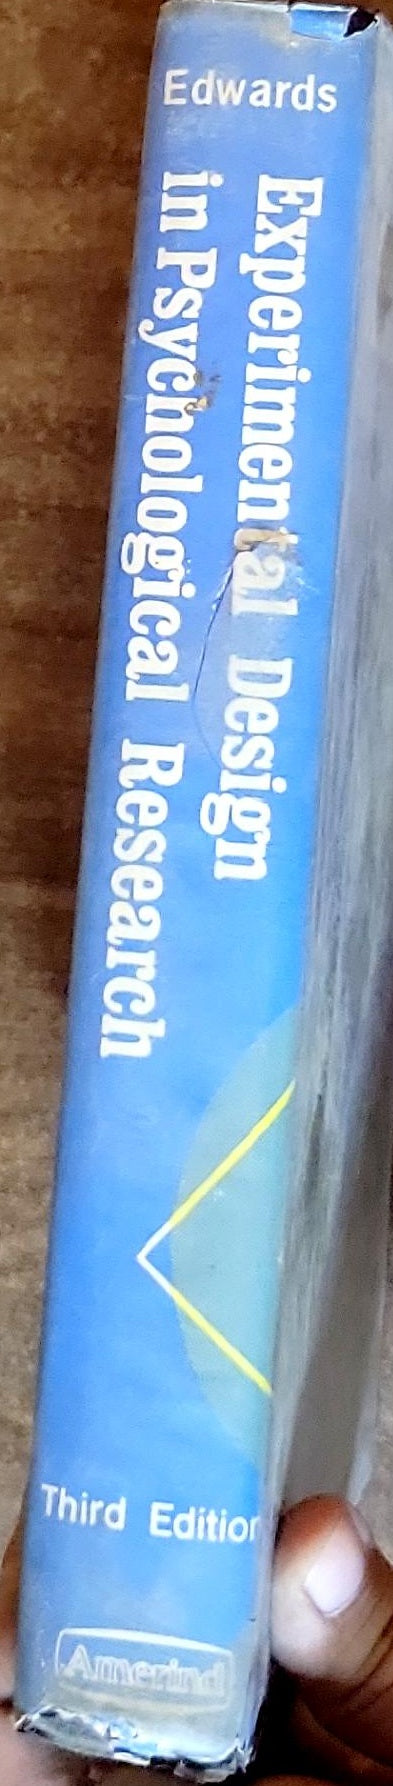 Edwards
Experimental Design
in Psychological Research
Third Edition
Amerind